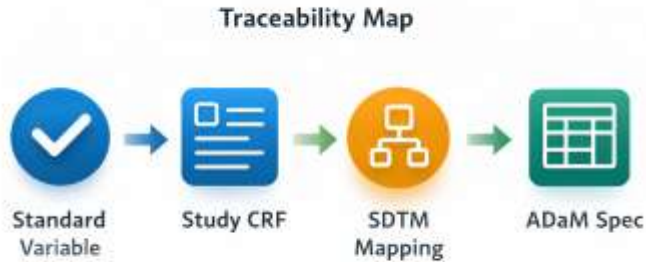 Traceability Map
Standard
Variable
Study CRF
SDTM
Mapping
ADaM Spec